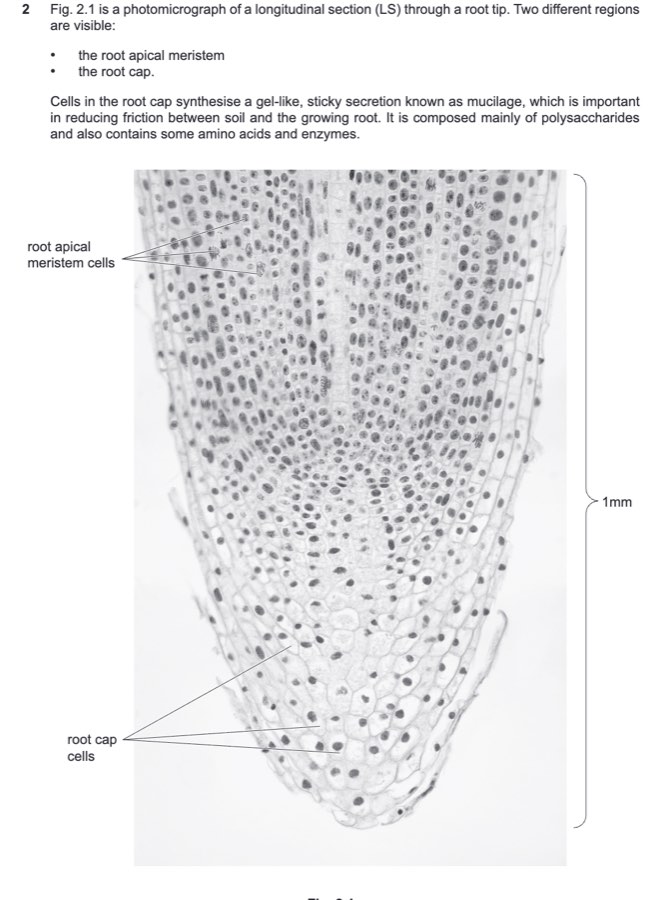 2 Fig. 2.1 is a photomicrograph of a longitudinal section (LS) through a root tip. Two different regions
are visible:
• the root apical meristem
• the root cap.
Cells in the root cap synthesise a gel-like, sticky secretion known as mucilage, which is important
in reducing friction between soil and the growing root. It is composed mainly of polysaccharides
and also contains some amino acids and enzymes.
root apical
meristem cells
1mm
root cap
cells